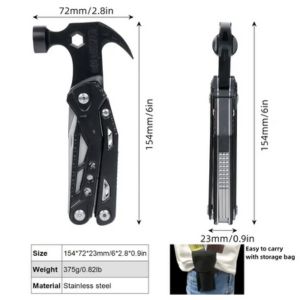 72mm/2.8in
154mm/6in
154mm/6in
23mm/0.9in
Easy to carry
with storage bag
Size 154*72*23mm/6*2.8*0.9in
Weight 375g/0.82lb
Material Stainless steel